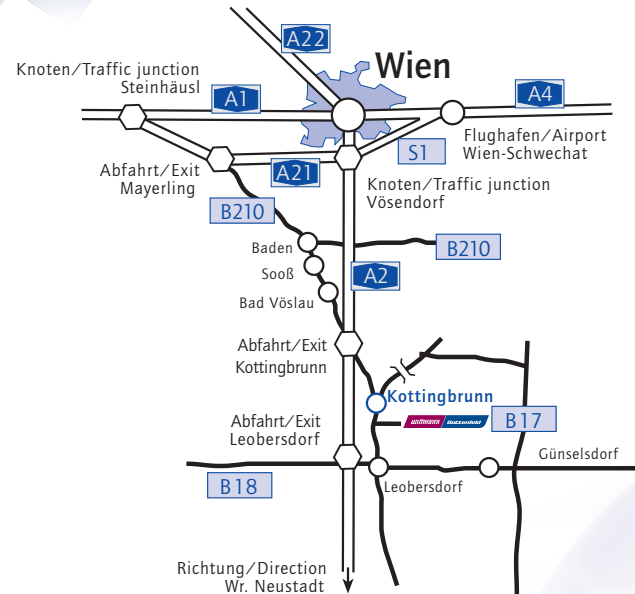 A22
Wien
Knoten/Traffic junction
Steinhäusl
A1
A4
Flughafen/Airport
Wien-Schwechat
S1
Abfahrt/Exit
Mayerling
A21
Knoten/Traffic junction
Vösendorf
B210
Baden
B210
Sooß
A2
Bad Vöslau
Abfahrt/Exit
Kottingbrunn
Kottingbrunn
wittmann Battenfeld
B17
Abfahrt/Exit
Leobersdorf
Günselsdorf
B18
Leobersdorf
Richtung/Direction
Wr. Neustadt